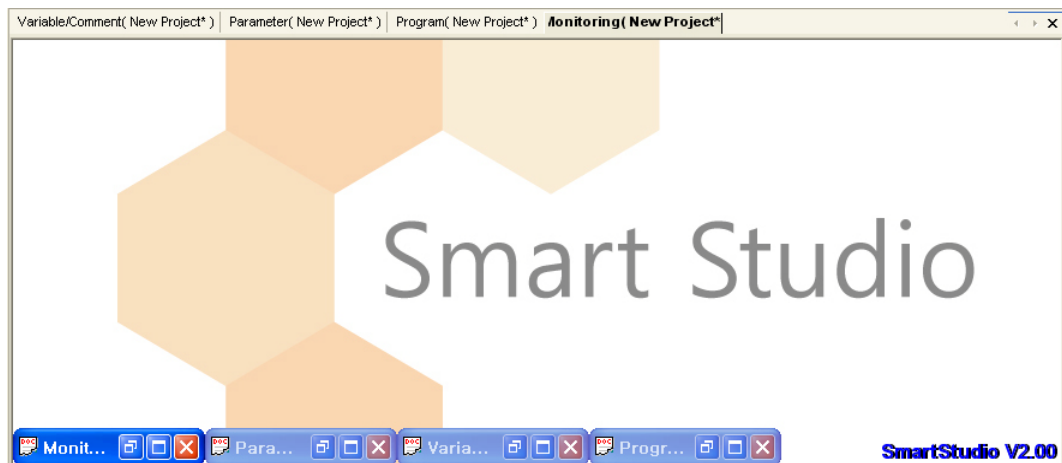 Variable/Comment( New Project* ) Parameter( New Project* ) Program( New Project* ) Monitoring( New Project*
Smart Studio
Monit... Para... Varia... Progr... SmartStudio V2.00